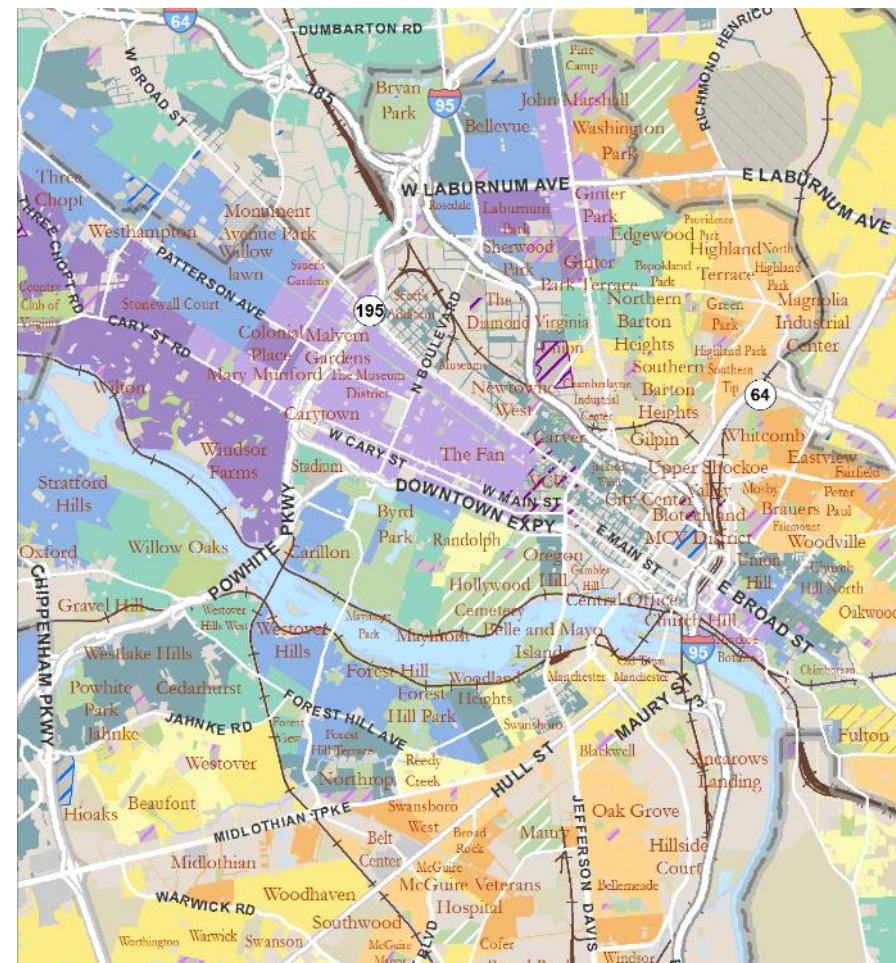 64
DUMBARTON RD
RICHMOND HENRICO
W BROAD ST
185
Bryan
Park
95
Pine
Camp
John Marshall
Bellevue
Washington
Park
Three
Chopt
W LABURNUM AVE
E LABURNUM AVE
THREE CHOPT RD
Westhampton
Monument
Avenue Park
Willow
lawn
Rosedale
Laburnum
Park
Ginter
Park
Providence
Park
Edgewood
Highland
Terrace
North
Highland
Park
PATTERSON AVE
Sauer's
Gardens
Sherwood
Park
Ginter
Park Terrace
Brookland
Park
Country
Club of
Virginia
Stonewall Court
195
Scott's
Addition
N BOULEVARD
The
Diamond
Virginia
Union
Northern
Barton
Heights
Green
Park
Magnolia
Industrial
Center
CARY ST RD
Colonial
Place
Malvern
Gardens
Museums
Highland Park
Southern
Tip
Southern
Barton
Heights
Wilton
Mary Munford
The Museum
District
Newtowne
West
Chamberlayne
Industrial
Center
64
Carytown
Whitcomb
W CARY ST
The Fan
Carver
Gilpin
Eastview
Fairfield
Windsor
Farms
Stadium
Jackson
Ward
Upper Shockoe
Valley
Mosby
Peter
Paul
Stratford
Hills
W MAIN ST
VCU
City Center
Biotech and
MCV District
Brauers
Fairmount
DOWNTOWN EXPY
Byrd
Park
Randolph
E MAIN ST
Woodville
Oxford
Willow Oaks
POWHITE PKWY
Carillon
Oregon
Hill
Gambles
Hill
Union
Hill
Church
Hill North
CHIPPENHAM PKWY
Gravel Hill
Hollywood
Cemetery
Central Office
E BROAD ST
Oakwood
Westover
Hills West
Westover
Hills
Maymont
Park
Maymont
Belle and Mayo
Island
Church Hill
Shockoe
Bottom
95
Westlake Hills
Forest Hill
Woodland
Heights
Manchester
Old Town
Manchester
Chimborazo
Powhite
Park
Cedarhurst
Forest
Hill Park
MAURY ST
73
Jahnke
JAHNKE RD
FOREST HILL AVE
Forest
View
Forest
Hill Terrace
Swansboro
Fulton
Westover
Northrop
Reedy
Creek
HULL ST
Blackwell
Ancarows
Landing
Hioaks
Beaufont
MIDLOTHIAN TPKE
Swansboro
West
Oak Grove
Midlothian
Belt
Center
Broad
Rock
Maury
JEFFERSON DAVIS
Hillside
Court
McGuire
McGuire Veterans
Hospital
Bellemeade
WARWICK RD
Woodhaven
Southwood
BLVD
Worthington
Warwick
Swanson
McGuire
Manor
Cofer
Windsor